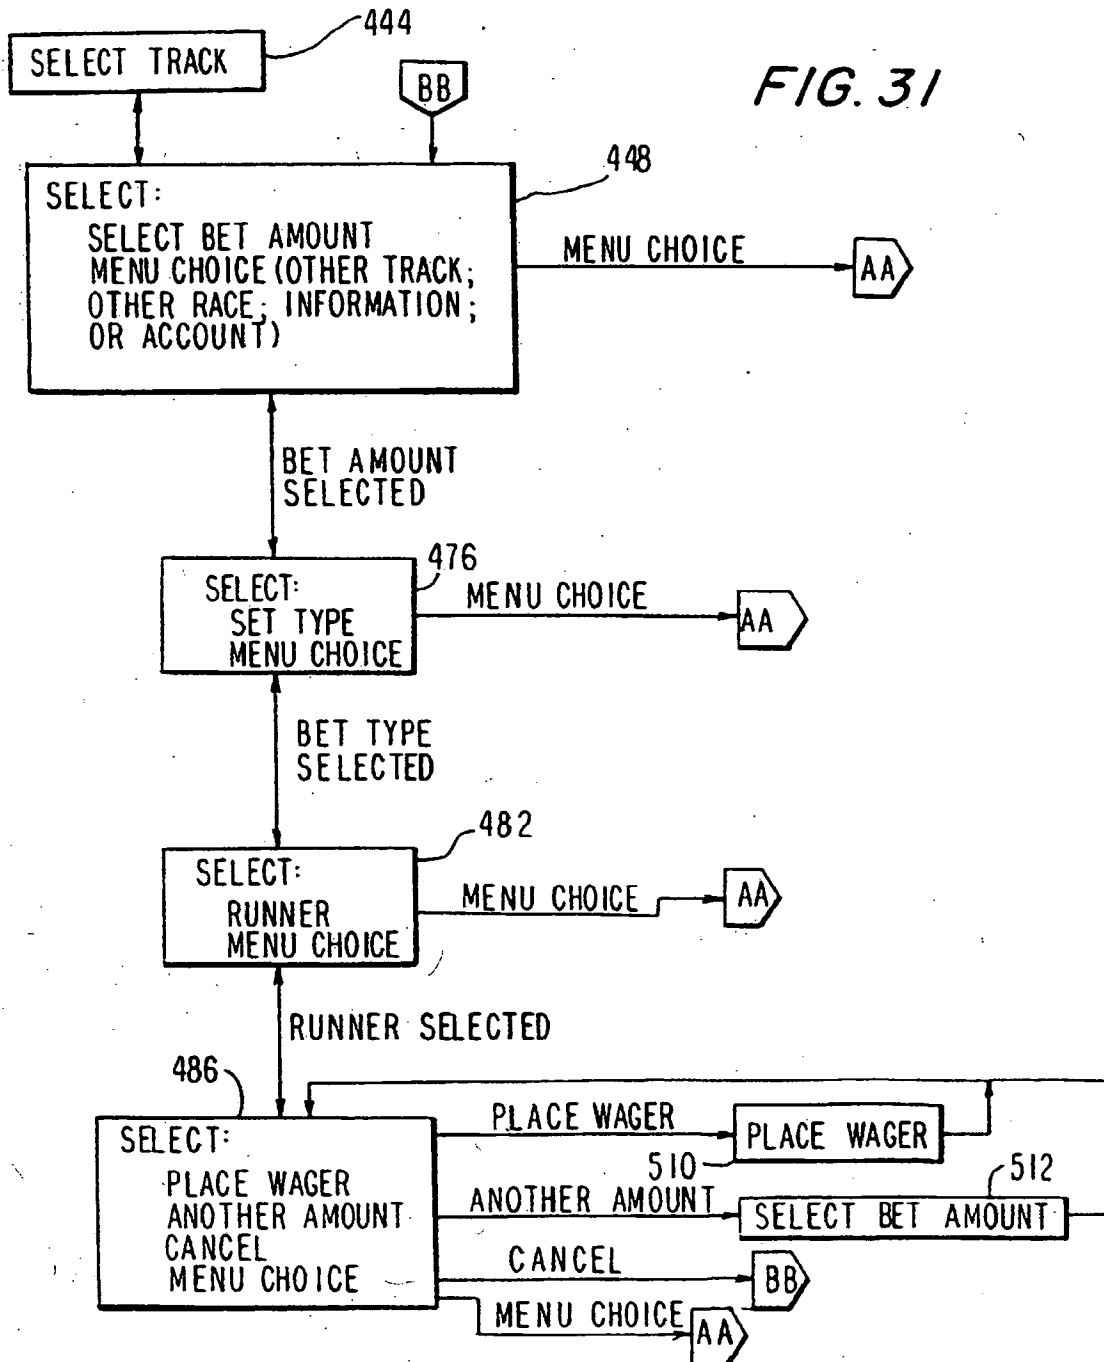 444
SELECT TRACK
BB
FIG. 31
448
SELECT:
SELECT BET AMOUNT
MENU CHOICE (OTHER TRACK;
OTHER RACE; INFORMATION;
OR ACCOUNT)
MENU CHOICE
AA
BET AMOUNT
SELECTED
476
SELECT:
SET TYPE
MENU CHOICE
MENU CHOICE
AA
BET TYPE
SELECTED
482
SELECT:
RUNNER
MENU CHOICE
MENU CHOICE
AA
RUNNER SELECTED
486
SELECT:
PLACE WAGER
ANOTHER AMOUNT
CANCEL
MENU CHOICE
PLACE WAGER
PLACE WAGER
510
512
ANOTHER AMOUNT
SELECT BET AMOUNT
CANCEL
BB
MENU CHOICE
AA